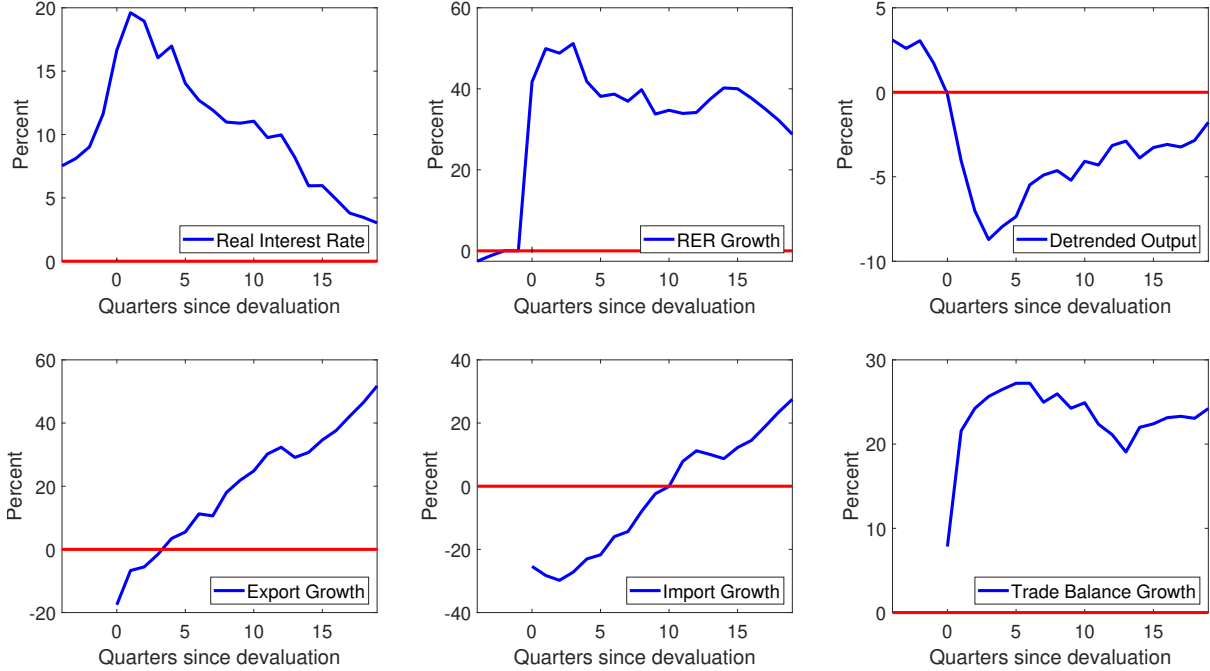 20
15
10
5
0
Percent
0 5 10 15
Quarters since devaluation
Real Interest Rate
60
40
20
0
Percent
0 5 10 15
Quarters since devaluation
RER Growth
5
0
-5
-10
Percent
0 5 10 15
Quarters since devaluation
Detrended Output
60
40
20
0
-20
Percent
0 5 10 15
Quarters since devaluation
Export Growth
40
20
0
-20
-40
Percent
0 5 10 15
Quarters since devaluation
Import Growth
30
20
10
0
Percent
0 5 10 15
Quarters since devaluation
Trade Balance Growth